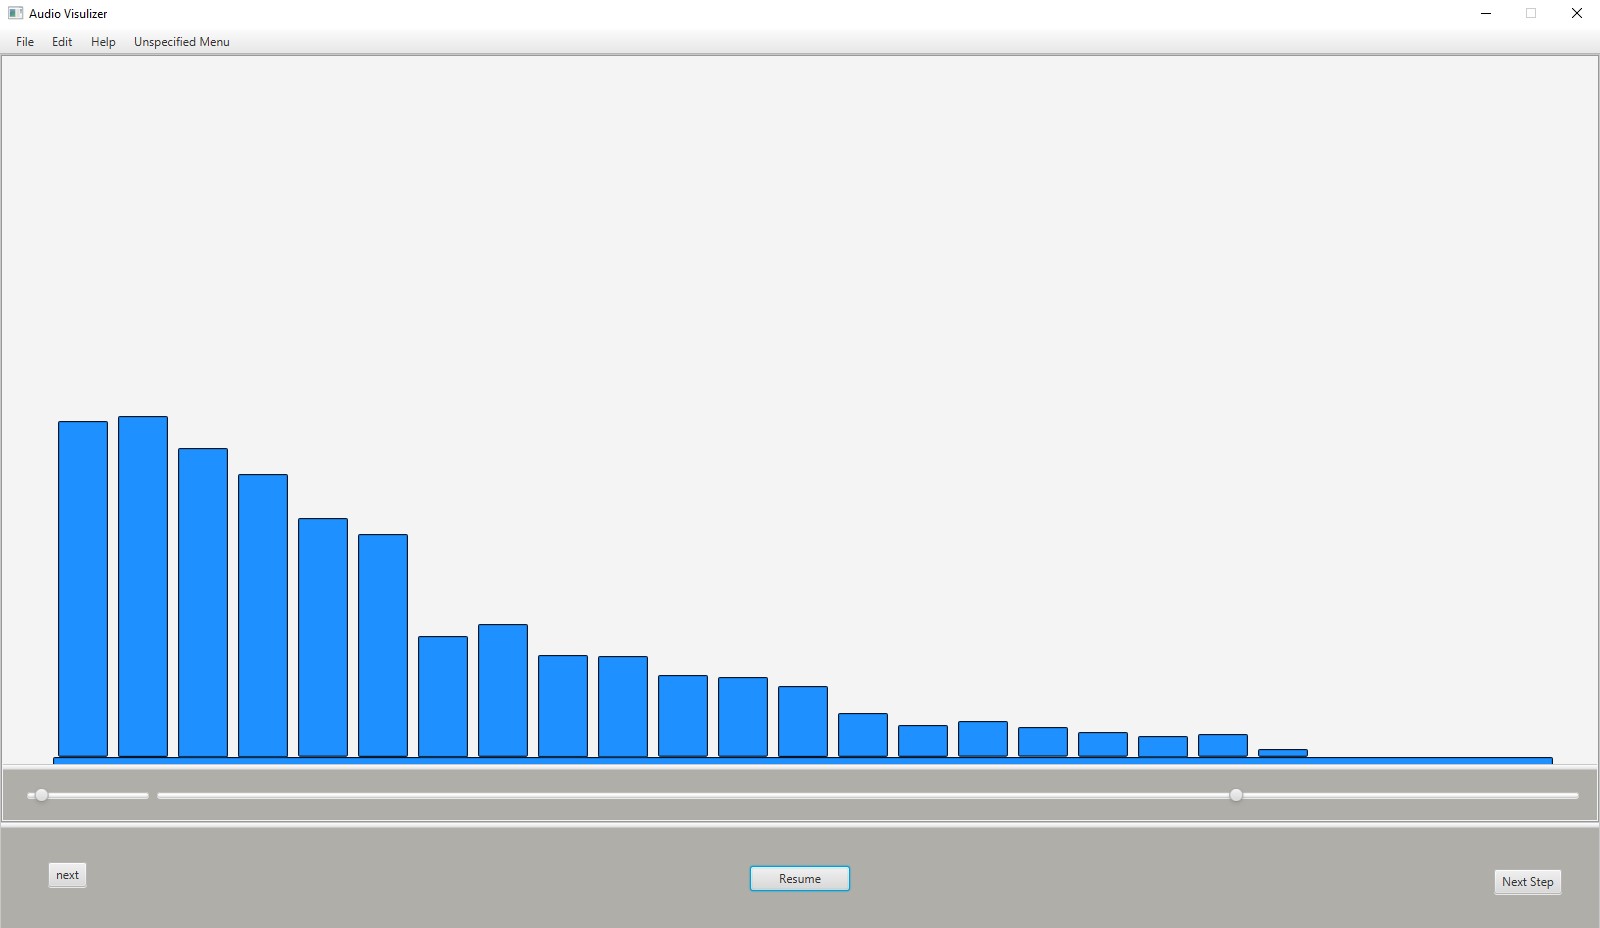 Audio Visulizer
File Edit Help Unspecified Menu
next
Resume
Next Step